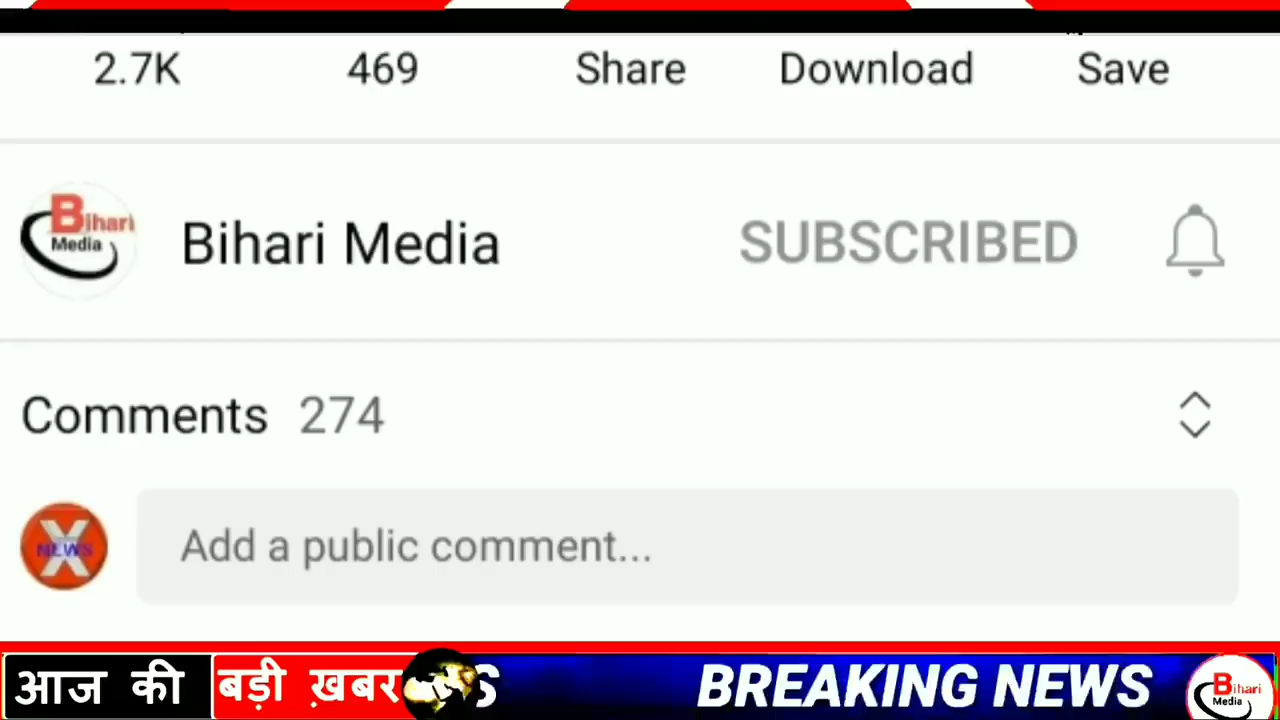 2.7K 469 Share Download Save
Bihari Media
Bihari Media SUBSCRIBED
Comments 274
X NEWS
Add a public comment...
आज की बड़ी ख़बर S BREAKING NEWS
Bihari Media